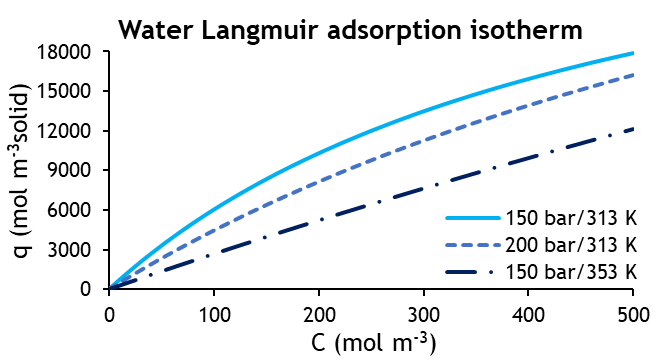 Water Langmuir adsorption isotherm
18000
15000
12000
9000
6000
3000
0
q (mol m⁻³solid)
150 bar/313 K
200 bar/313 K
150 bar/353 K
0 100 200 300 400 500
C (mol m⁻³)